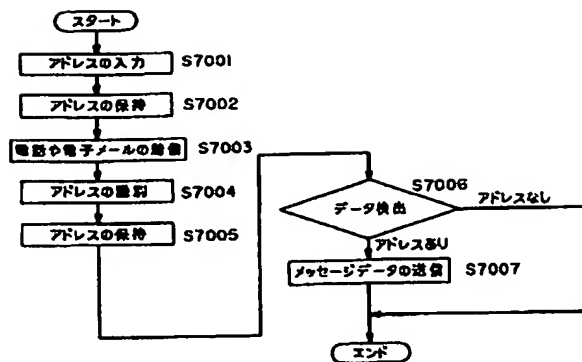 スタート
アドレスの入力 S7001
アドレスの保持 S7002
電話や電子メールの着信 S7003
アドレスの識別 S7004
アドレスの保持 S7005
S7006
データ検出
アドレスなし
アドレスあり
メッセージデータの送信 S7007
エンド